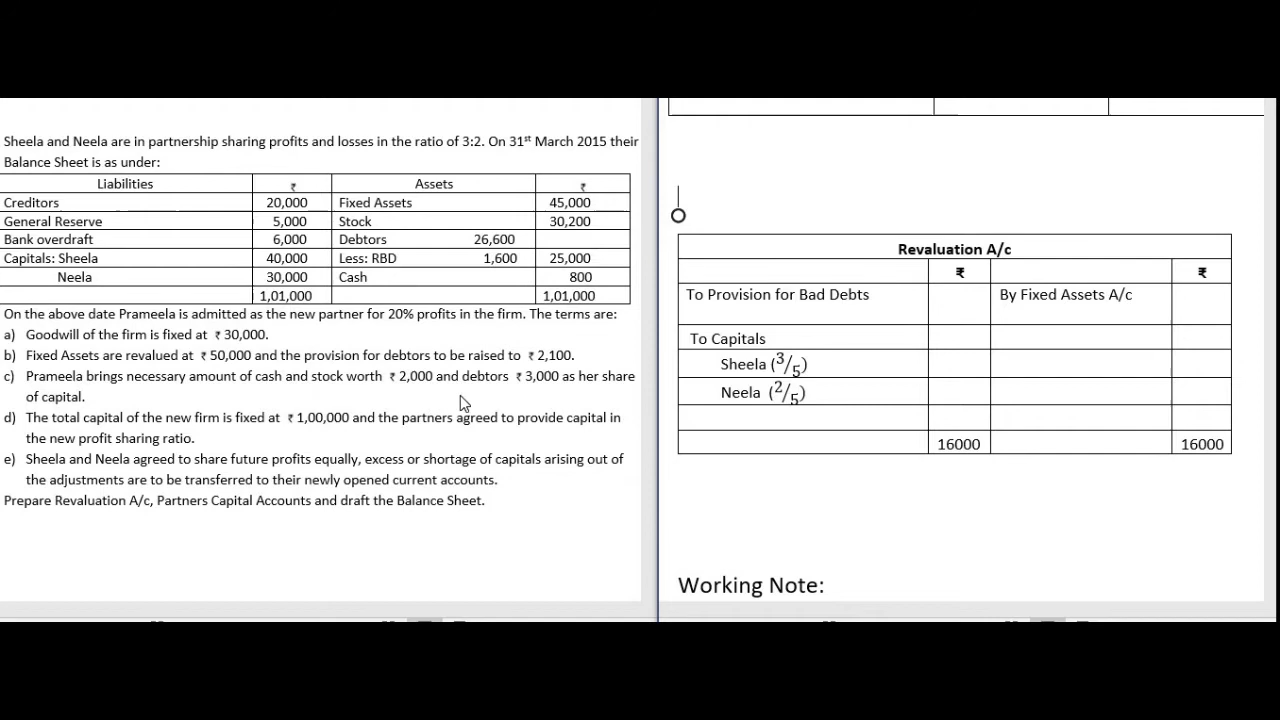 Sheela and Neela are in partnership sharing profits and losses in the ratio of 3:2. On 31st March 2015 their
Balance Sheet is as under:
Liabilities ₹ Assets ₹
Creditors 20,000 Fixed Assets 45,000
General Reserve 5,000 Stock 30,200
Bank overdraft 6,000 Debtors 26,600
Capitals: Sheela 40,000 Less: RBD 1,600 25,000
Neela 30,000 Cash 800
1,01,000 1,01,000
On the above date Prameela is admitted as the new partner for 20% profits in the firm. The terms are:
a) Goodwill of the firm is fixed at ₹ 30,000.
b) Fixed Assets are revalued at ₹ 50,000 and the provision for debtors to be raised to ₹ 2,100.
c) Prameela brings necessary amount of cash and stock worth ₹ 2,000 and debtors ₹ 3,000 as her share
of capital.
d) The total capital of the new firm is fixed at ₹ 1,00,000 and the partners agreed to provide capital in
the new profit sharing ratio.
e) Sheela and Neela agreed to share future profits equally, excess or shortage of capitals arising out of
the adjustments are to be transferred to their newly opened current accounts.
Prepare Revaluation A/c, Partners Capital Accounts and draft the Balance Sheet.
Revaluation A/c
₹ ₹
To Provision for Bad Debts By Fixed Assets A/c
To Capitals
Sheela (3/5)
Neela (2/5)
16000 16000
Working Note: